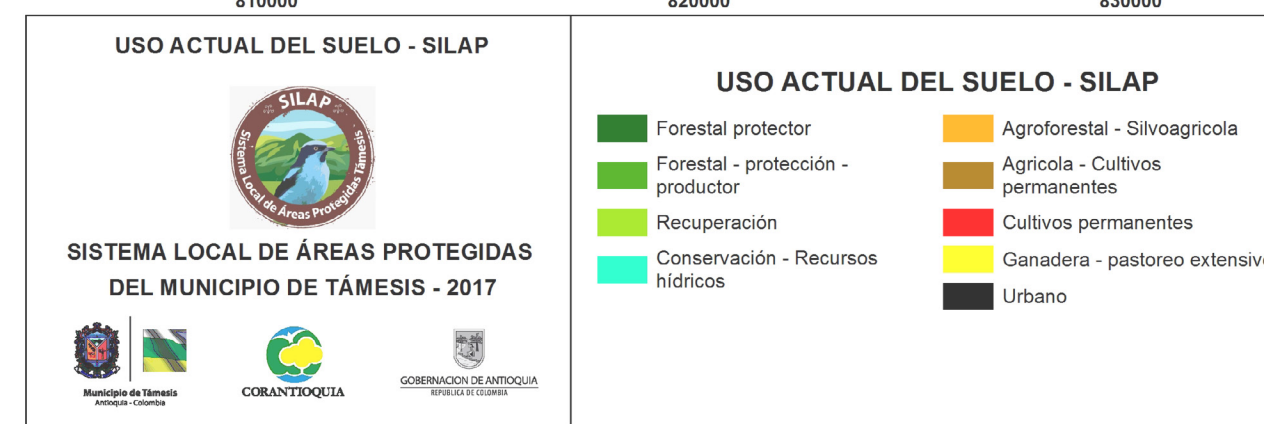 810000
820000
830000
USO ACTUAL DEL SUELO - SILAP
SILAP
Sistema Local de Áreas Protegidas Támesis
SISTEMA LOCAL DE ÁREAS PROTEGIDAS
DEL MUNICIPIO DE TÁMESIS - 2017
Municipio de Támesis
Antioquia - Colombia
CORANTIOQUIA
GOBERNACION DE ANTIOQUIA
REPUBLICA DE COLOMBIA
USO ACTUAL DEL SUELO - SILAP
Forestal protector
Forestal - protección -
productor
Recuperación
Conservación - Recursos
hídricos
Agroforestal - Silvoagricola
Agricola - Cultivos
permanentes
Cultivos permanentes
Ganadera - pastoreo extensivo
Urbano